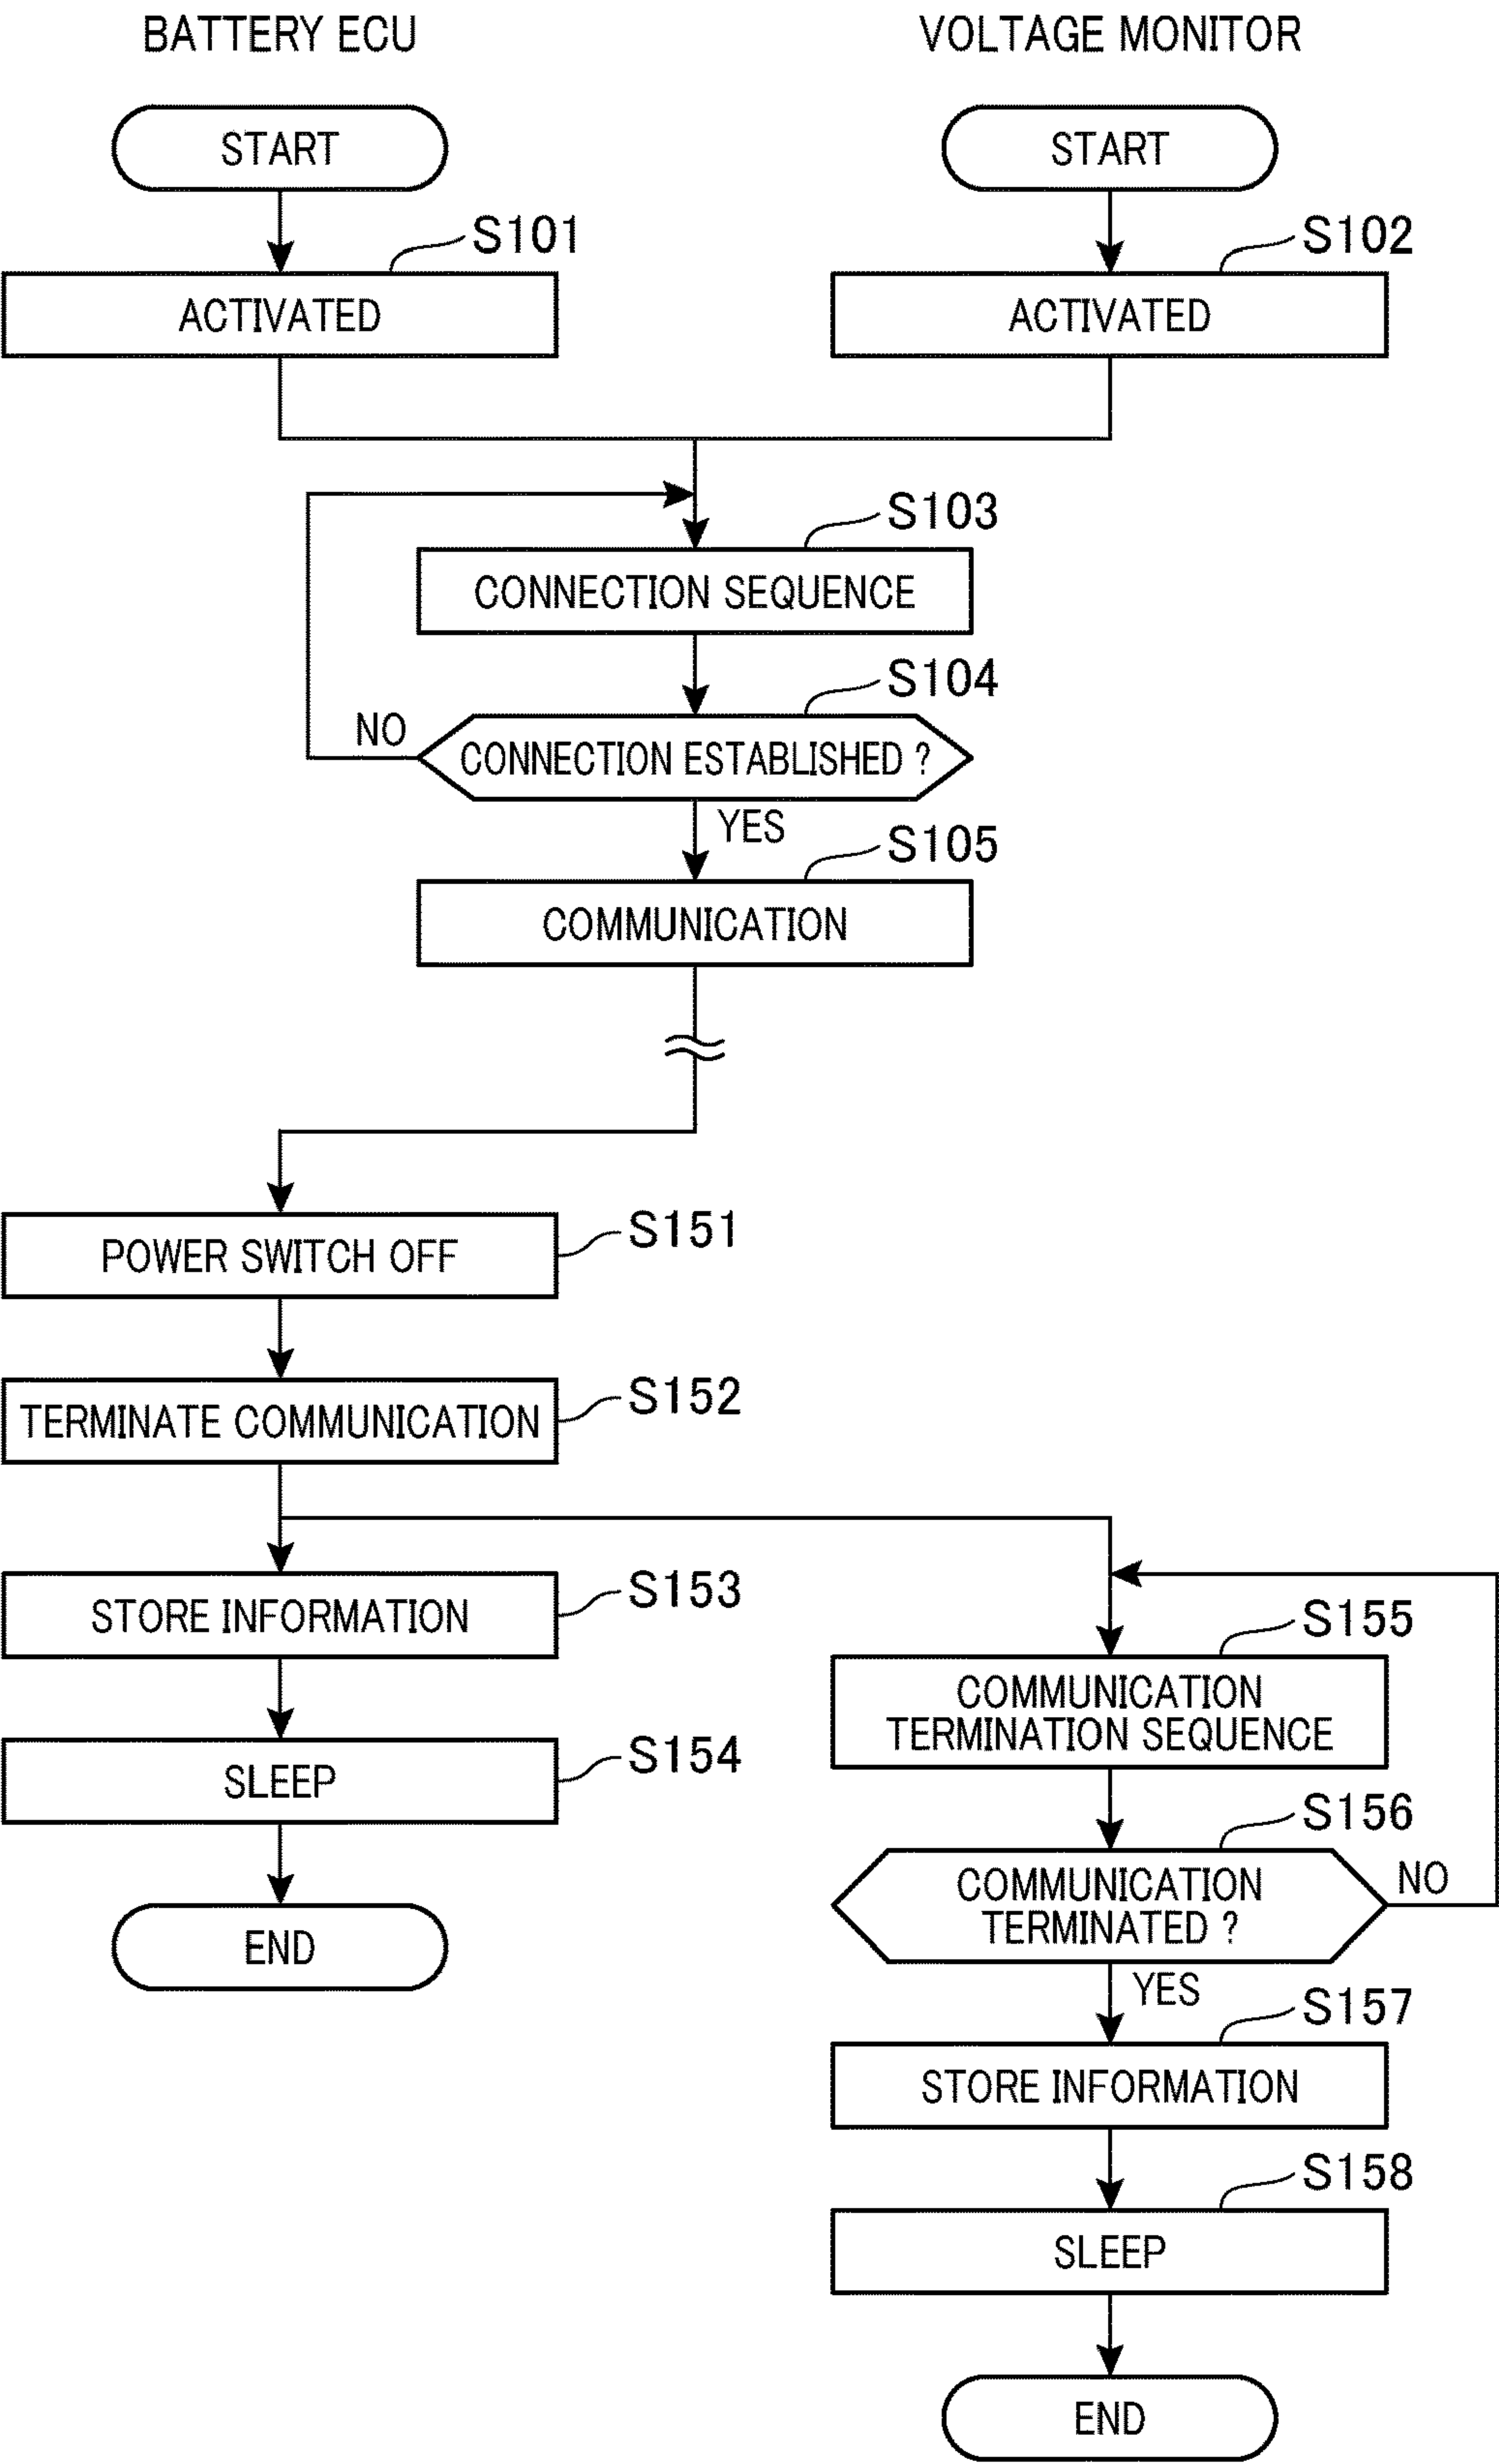 BATTERY ECU
VOLTAGE MONITOR
START
START
S101
S102
ACTIVATED
ACTIVATED
S103
CONNECTION SEQUENCE
S104
NO
CONNECTION ESTABLISHED ?
YES
S105
COMMUNICATION
S151
POWER SWITCH OFF
S152
TERMINATE COMMUNICATION
S153
STORE INFORMATION
S154
SLEEP
END
S155
COMMUNICATION
TERMINATION SEQUENCE
S156
COMMUNICATION
TERMINATED ?
NO
YES
S157
STORE INFORMATION
S158
SLEEP
END